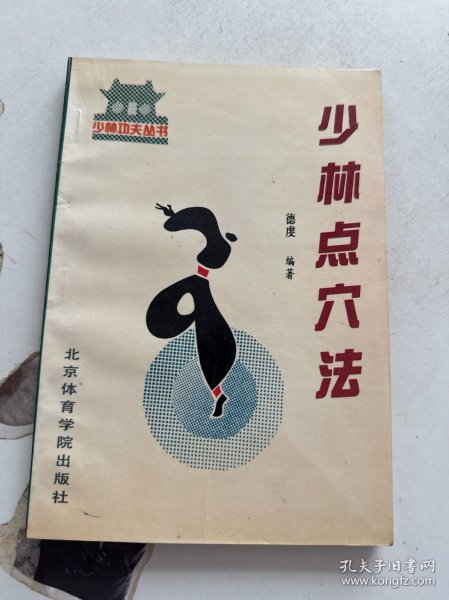 少林功夫丛书
少林点穴法
德虔 编著
北京体育学院出版社
孔夫子旧书网
www.kongfz.com